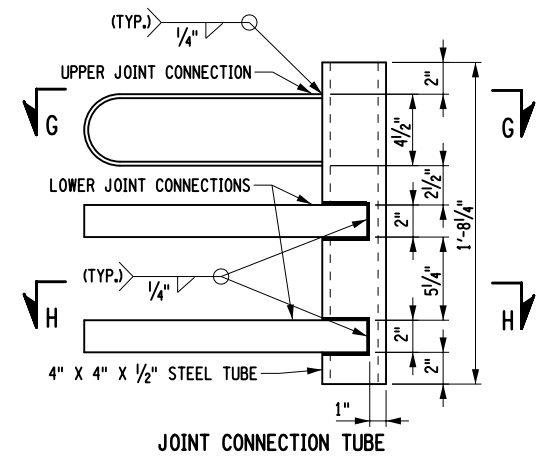 (TYP.)
1/4"
UPPER JOINT CONNECTION
2"
G
G
4 1/2"
2 1/2"
LOWER JOINT CONNECTIONS
2"
1'-8 1/4"
(TYP.)
1/4"
5 1/4"
H
H
2"
4" X 4" X 1/2" STEEL TUBE
2"
1"
JOINT CONNECTION TUBE